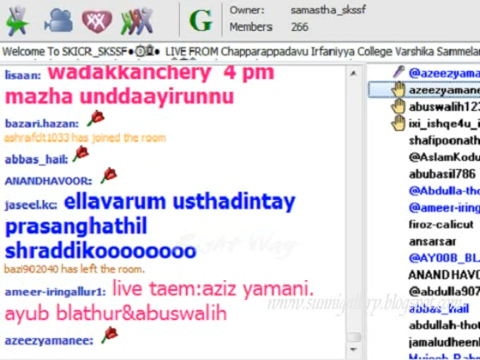 G
Owner: samastha_skssf
Members 266
Welcome To SKICR_SKSSF LIVE FROM Chapparappadavu Irfaniyya College Varshika Sammelan
lisaan: wadakkanchery 4 pm
mazha unddaayirunnu
bazari.hazan:
ashrafclt1033 has joined the room
abbas_hail:
ANANDHAVOOR:
jaseel.kc: ellavarum usthadintay
prasanghathil
shraddikoooooooo
bazi902040 has left the room.
ameer-iringallur1: live taem:aziz yamani.
ayub blathur&abuswalih
azeezyamanee:
@azeezyama
azeezyamane
abuswalih123
ixi_ishqe4u_i
shafipoonath
@AslamKodu
abubasil786
@Abdulla-tho
@ameer-iring
firoz-calicut
ansarsar
@AY00B_BL
ANANDHAVO
@abdulla907
abbas_hail
abdullah-thot
jamaludheen
Mujeeb_Rahm
www.sunnigallery.blogspot.com